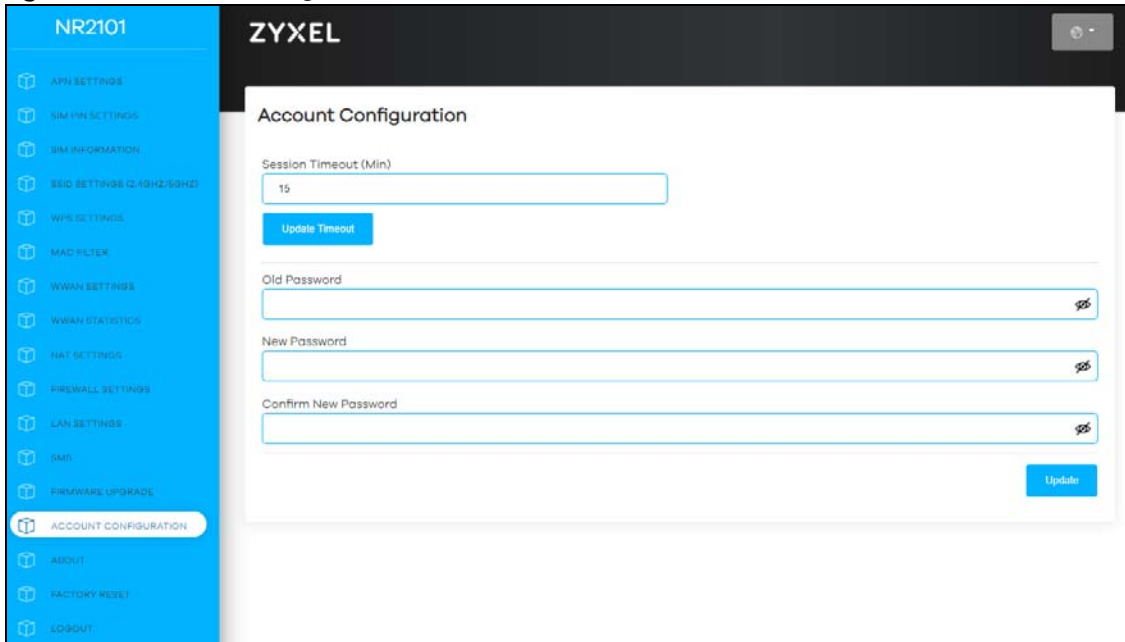 NR2101
APN SETTINGS
SIM PIN SETTINGS
SIM INFORMATION
SSID SETTINGS (2.4GHZ/5GHZ)
WPS SETTINGS
MAC FILTER
WWAN SETTINGS
WWAN STATISTICS
NAT SETTINGS
FIREWALL SETTINGS
LAN SETTINGS
SMS
FIRMWARE UPGRADE
ACCOUNT CONFIGURATION
ABOUT
FACTORY RESET
LOGOUT
ZYXEL
Account Configuration
Session Timeout (Min)
15
Update Timeout
Old Password
New Password
Confirm New Password
Update